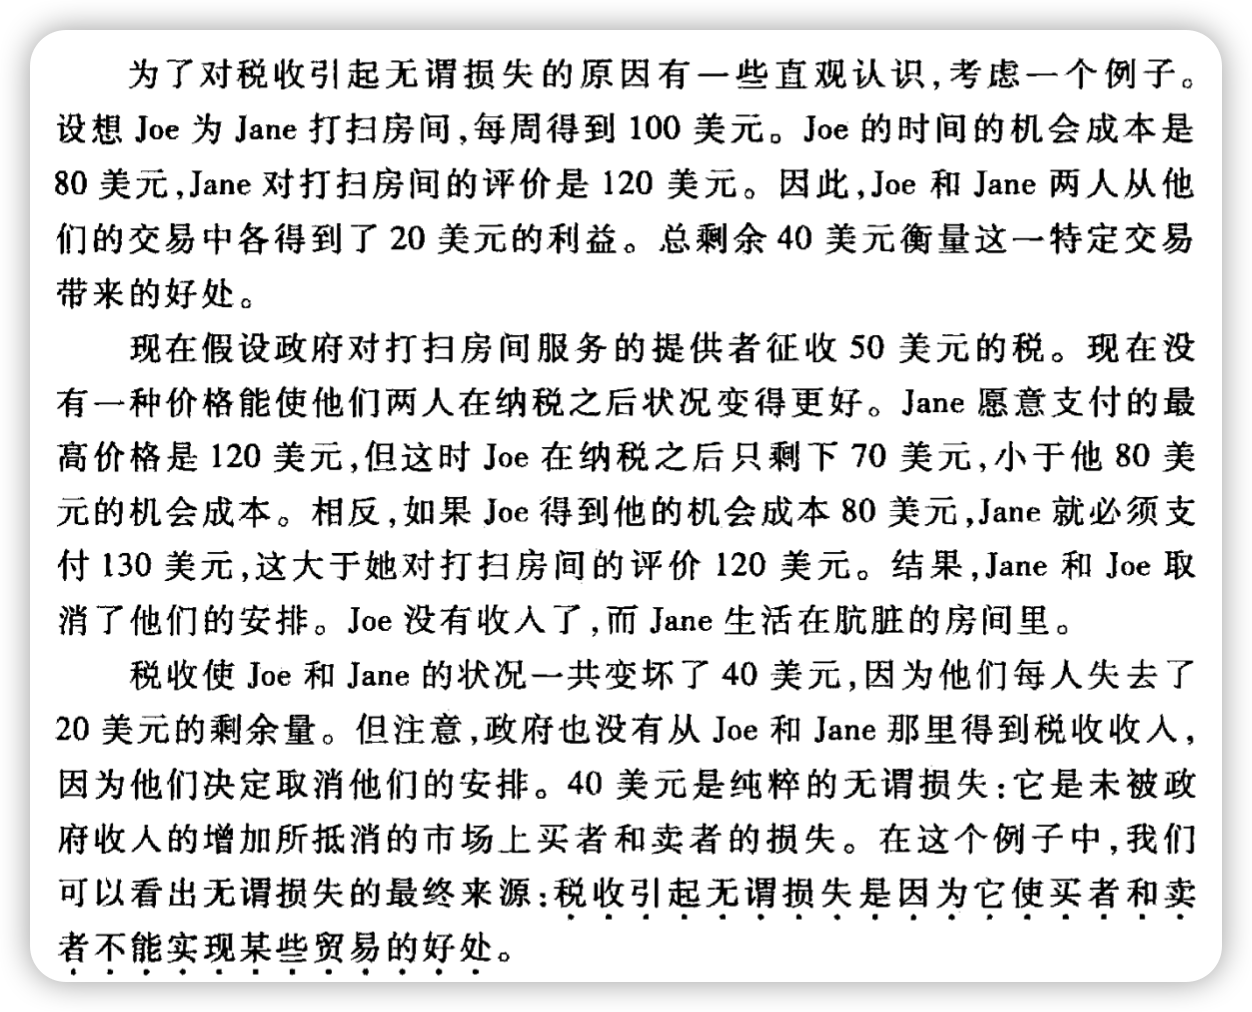 为了对税收引起无谓损失的原因有一些直观认识,考虑一个例子。
设想 Joe 为 Jane 打扫房间,每周得到 100 美元。Joe 的时间的机会成本是
80 美元,Jane 对打扫房间的评价是 120 美元。因此,Joe 和 Jane 两人从他
们的交易中各得到了 20 美元的利益。总剩余 40 美元衡量这一特定交易
带来的好处。
现在假设政府对打扫房间服务的提供者征收 50 美元的税。现在没
有一种价格能使他们两人在纳税之后状况变得更好。Jane 愿意支付的最
高价格是 120 美元,但这时 Joe 在纳税之后只剩下 70 美元,小于他 80 美
元的机会成本。相反,如果 Joe 得到他的机会成本 80 美元,Jane 就必须支
付 130 美元,这大于她对打扫房间的评价 120 美元。结果,Jane 和 Joe 取
消了他们的安排。Joe 没有收入了,而 Jane 生活在肮脏的房间里。
税收使 Joe 和 Jane 的状况一共变坏了 40 美元,因为他们每人失去了
20 美元的剩余量。但注意,政府也没有从 Joe 和 Jane 那里得到税收收入,
因为他们决定取消他们的安排。40 美元是纯粹的无谓损失:它是未被政
府收入的增加所抵消的市场上买者和卖者的损失。在这个例子中,我们
可以看出无谓损失的最终来源:税收引起无谓损失是因为它使买者和卖
者不能实现某些贸易的好处。